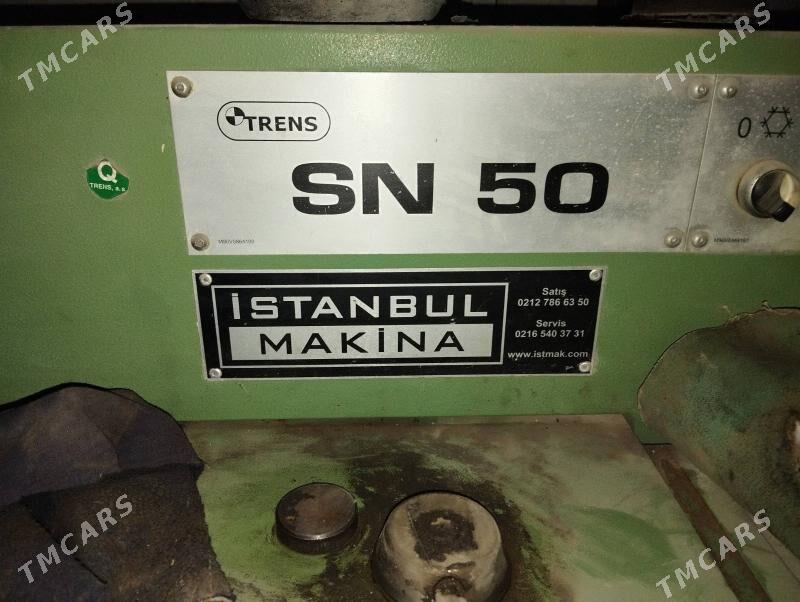 TMCARS
TMCARS
TRENS
SN 50
0
Q
TRENS, a.s.
İSTANBUL
MAKİNA
Satış
0212 786 63 50
Servis
0216 540 37 31
www.istmak.com
TMCARS
TMCARS